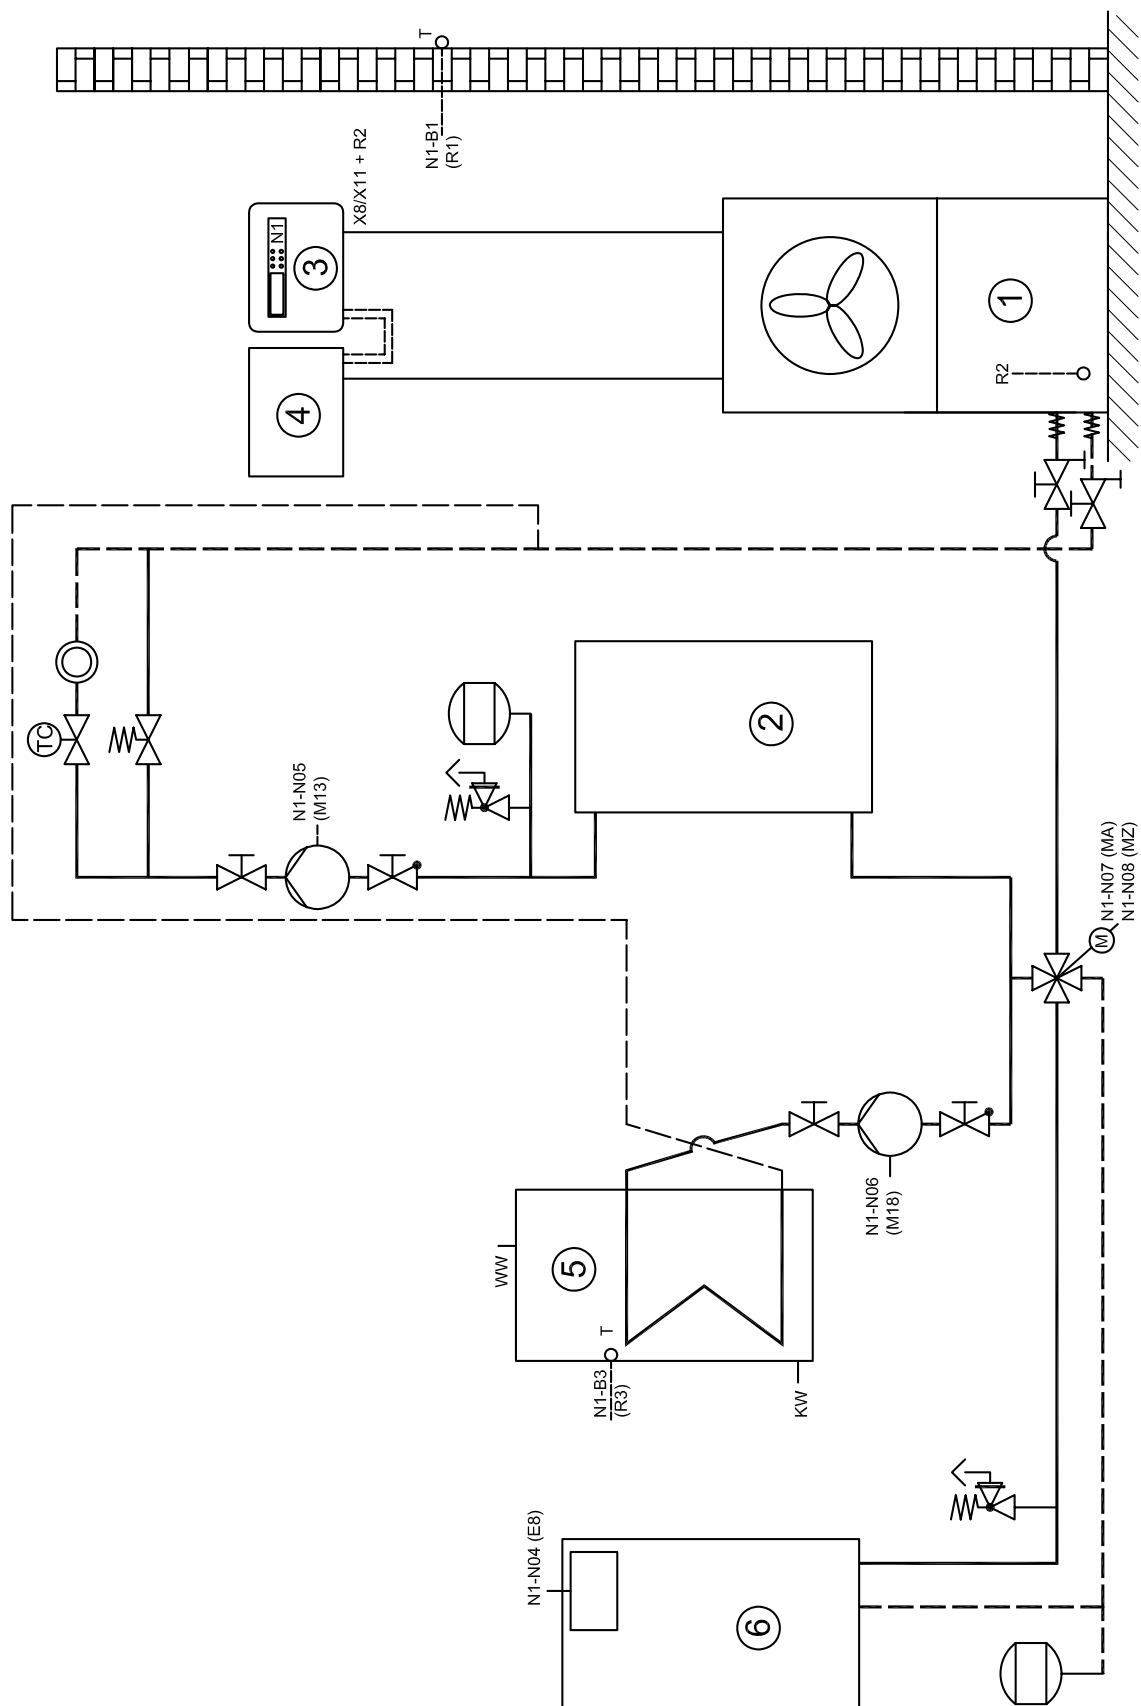 T
N1-B1
(R1)
X8/X11 + R2
N1
3
4
1
R2
TC
N1-N05
(M13)
2
M
N1-N07 (MA)
N1-N08 (MZ)
N1-N06
(M18)
WW
5
T
N1-B3
(R3)
KW
N1-N04 (E8)
6